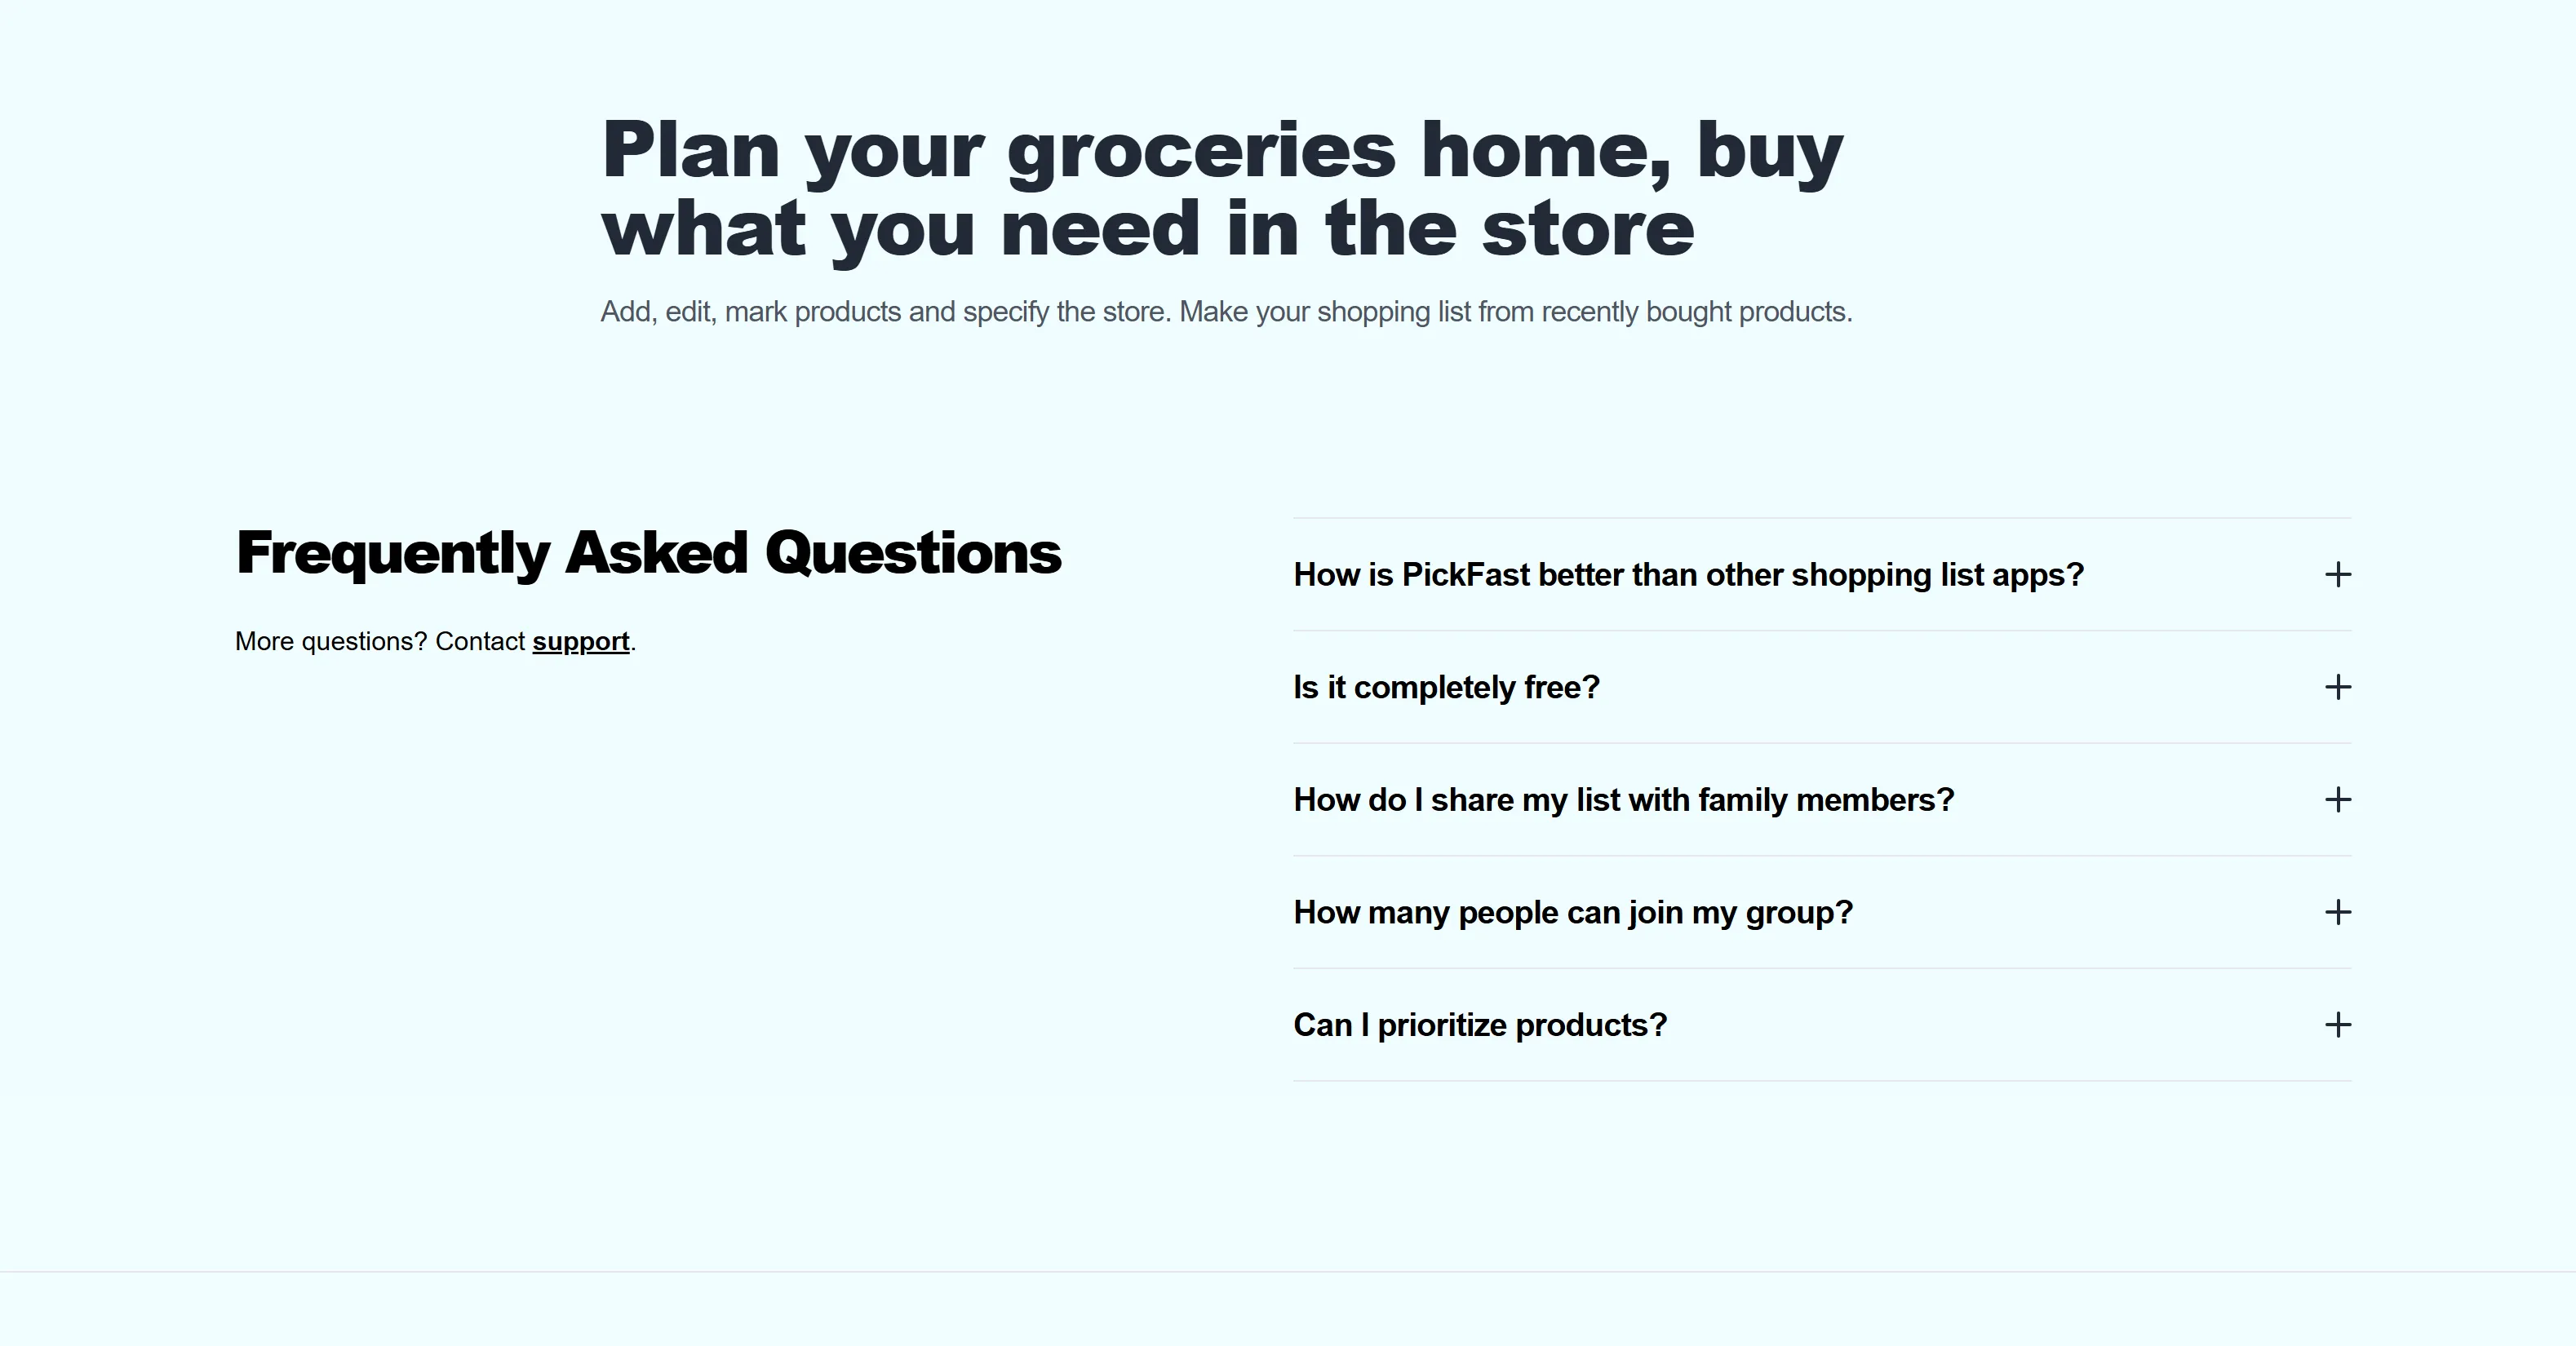 Plan your groceries home, buy
what you need in the store
Add, edit, mark products and specify the store. Make your shopping list from recently bought products.
Frequently Asked Questions
More questions? Contact support.
How is PickFast better than other shopping list apps?
Is it completely free?
How do I share my list with family members?
How many people can join my group?
Can I prioritize products?